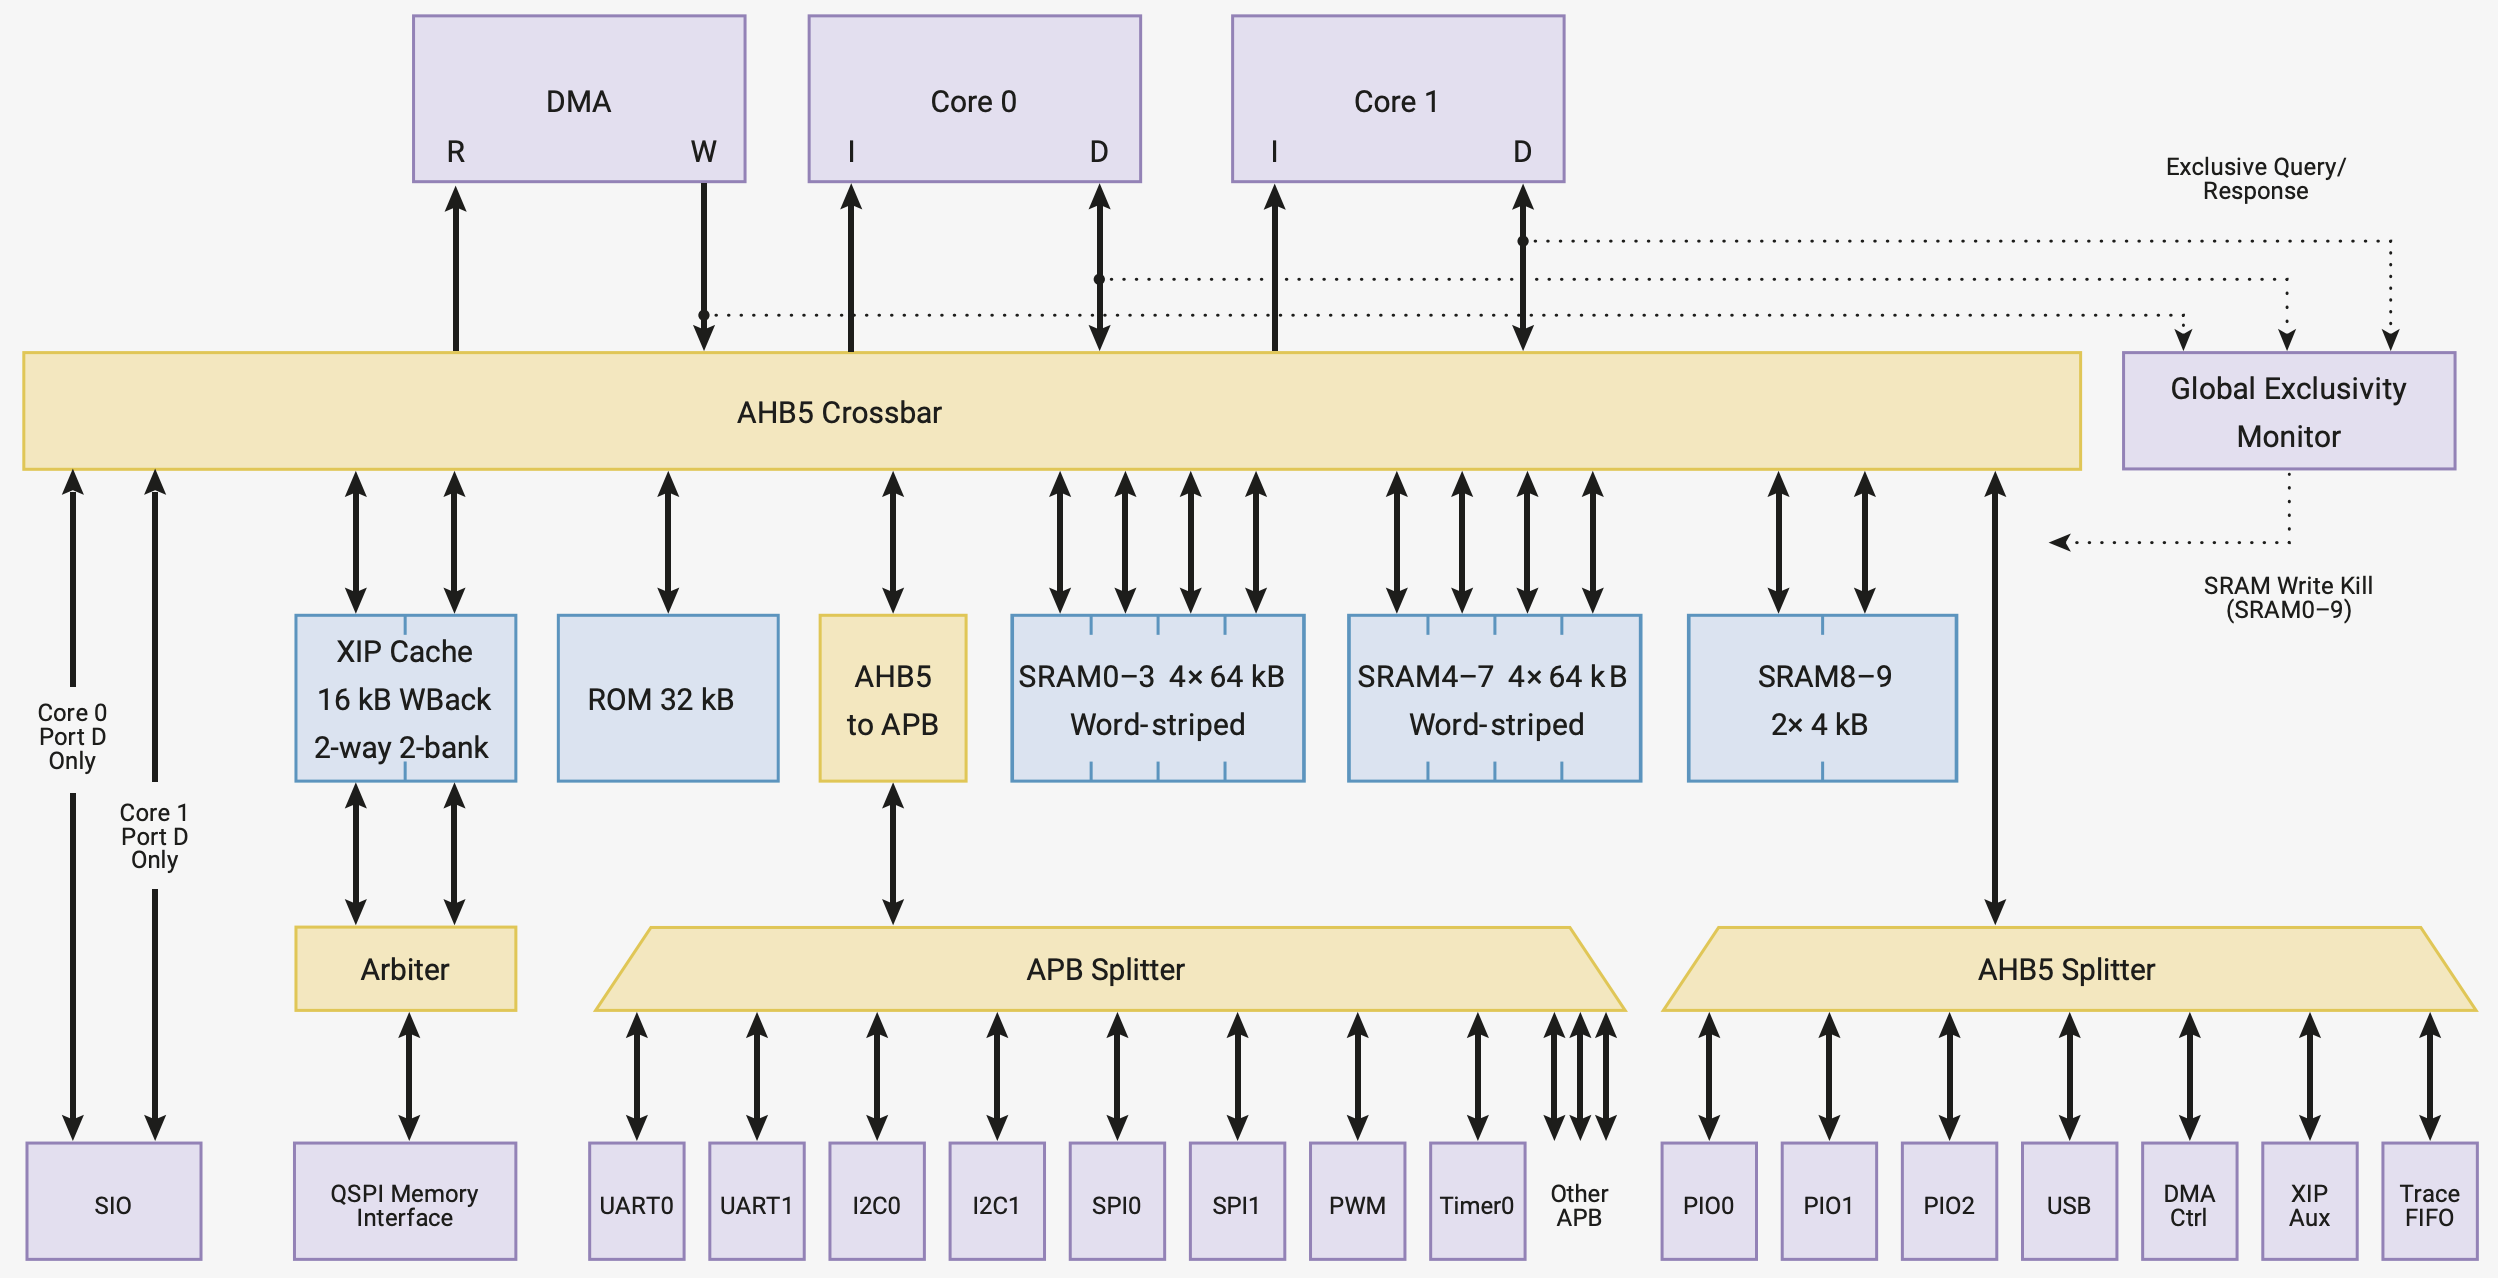 DMA
R
W
Core 0
I
D
Core 1
I
D
Exclusive Query/
Response
AHB5 Crossbar
Global Exclusivity
Monitor
SRAM Write Kill
(SRAM0–9)
Core 0
Port D
Only
Core 1
Port D
Only
XIP Cache
16 kB WBack
2-way 2-bank
ROM 32 kB
AHB5
to APB
SRAM0–3 4× 64 kB
Word-striped
SRAM4–7 4× 64 kB
Word-striped
SRAM8–9
2× 4 kB
Arbiter
APB Splitter
AHB5 Splitter
SIO
QSPI Memory
Interface
UART0
UART1
I2C0
I2C1
SPI0
SPI1
PWM
Timer0
Other
APB
PIO0
PIO1
PIO2
USB
DMA
Ctrl
XIP
Aux
Trace
FIFO